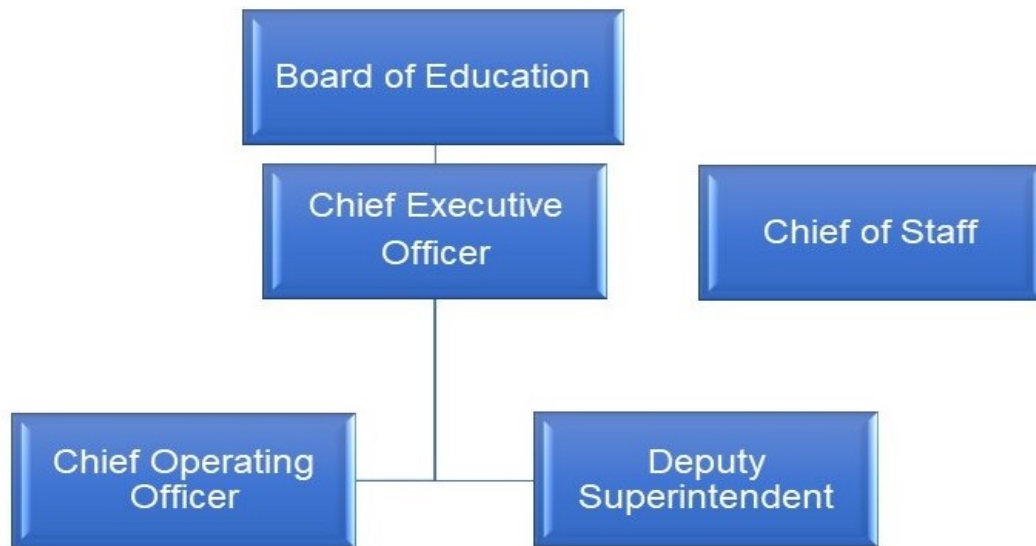 Board of Education
Chief Executive
Officer
Chief of Staff
Chief Operating
Officer
Deputy
Superintendent